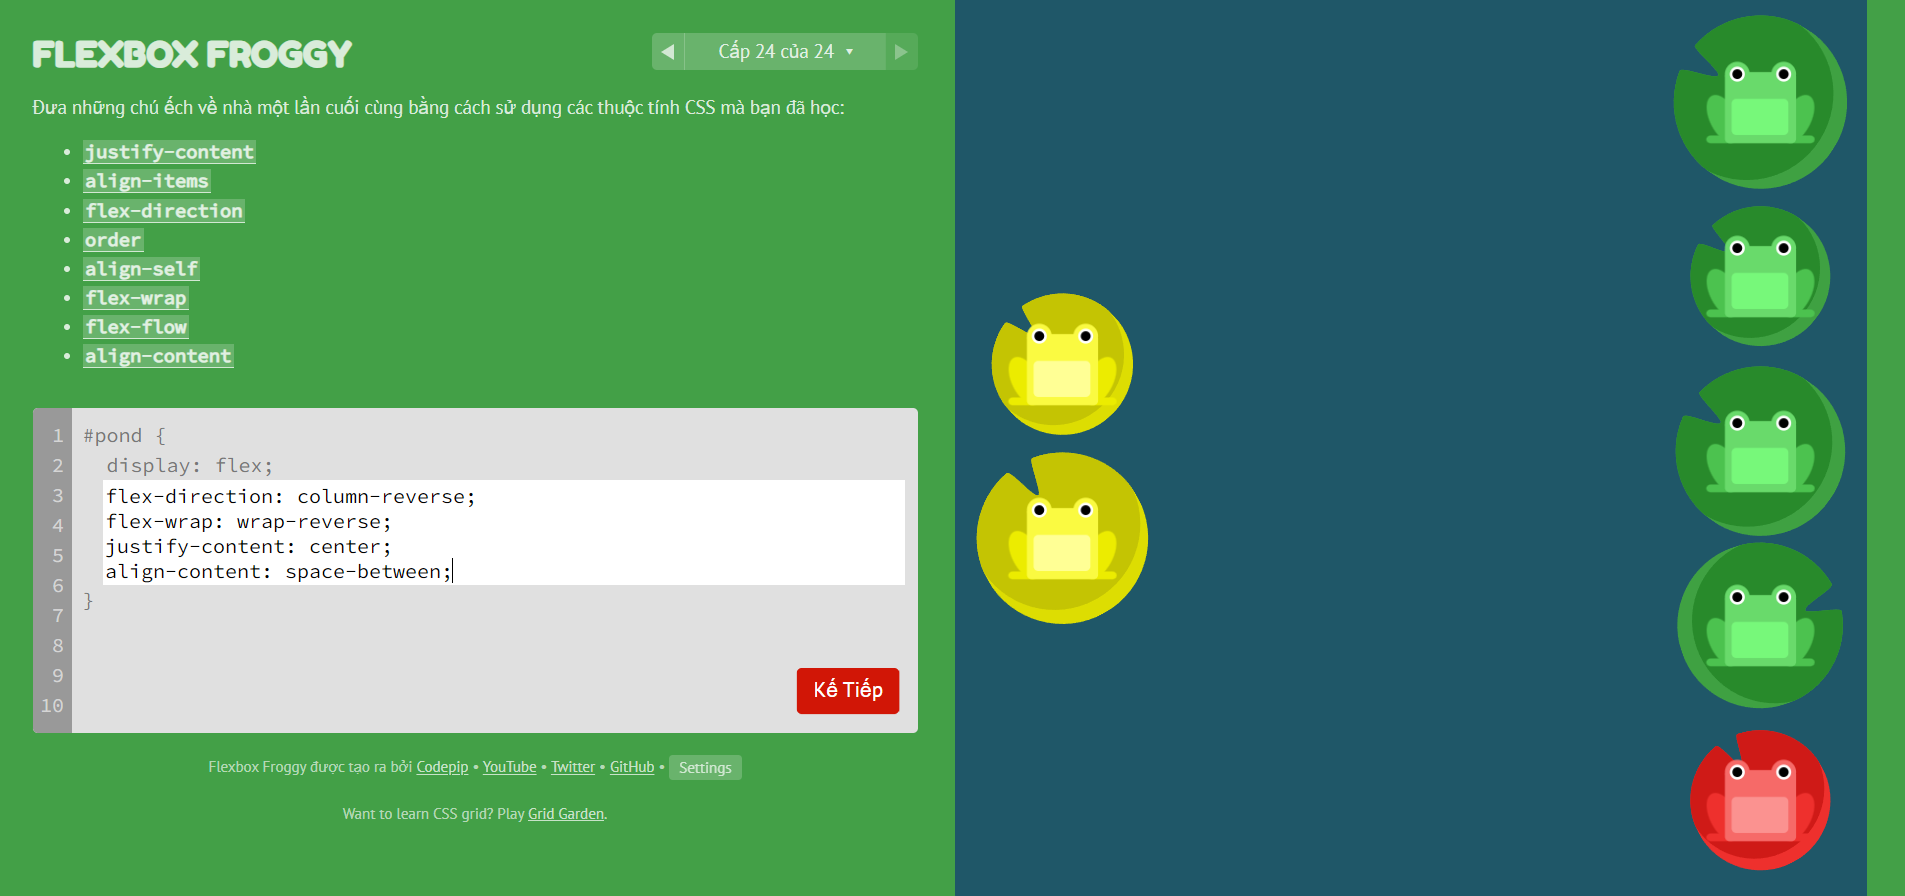 FLEXBOX FROGGY
◀ Cấp 24 của 24 ▾ ▶
Đưa những chú ếch về nhà một lần cuối cùng bằng cách sử dụng các thuộc tính CSS mà bạn đã học:
• justify-content
• align-items
• flex-direction
• order
• align-self
• flex-wrap
• flex-flow
• align-content
1 #pond {
2 display: flex;
3 flex-direction: column-reverse;
4 flex-wrap: wrap-reverse;
5 justify-content: center;
6 align-content: space-between;
7 }
8
9
10
Kế Tiếp
Flexbox Froggy được tạo ra bởi Codepip • YouTube • Twitter • GitHub • Settings
Want to learn CSS grid? Play Grid Garden.